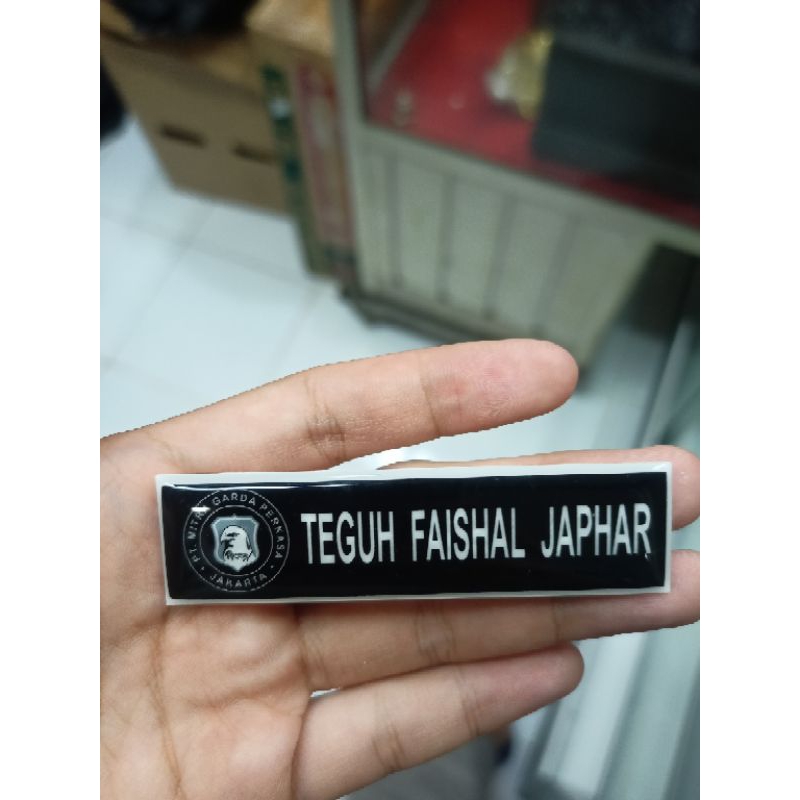 PT. MITRA GARDA PERKASA
• JAKARTA •
TEGUH FAISHAL JAPHAR